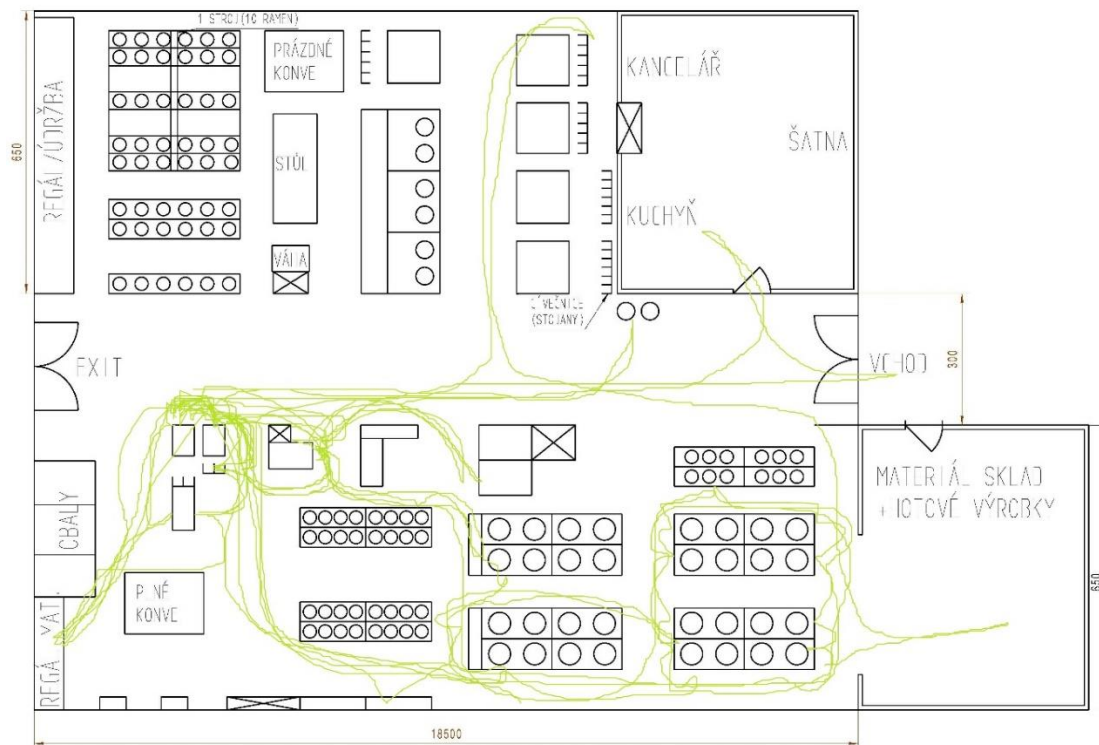 1 STROJ(10 RAMEN)
PRÁZDNÉ
KONVE
KANCELÁŘ
ŠATNA
650
REGÁL/ÚDRŽBA
STŮL
KUCHYŇ
VÁHA
CÍVEČNICE
(STOJANY)
EXIT
VCHOD
300
MATERIÁL SKLAD
+HOTOVÉ VÝROBKY
OBALY
PLNÉ
KONVE
REGÁL MAT.
650
18500